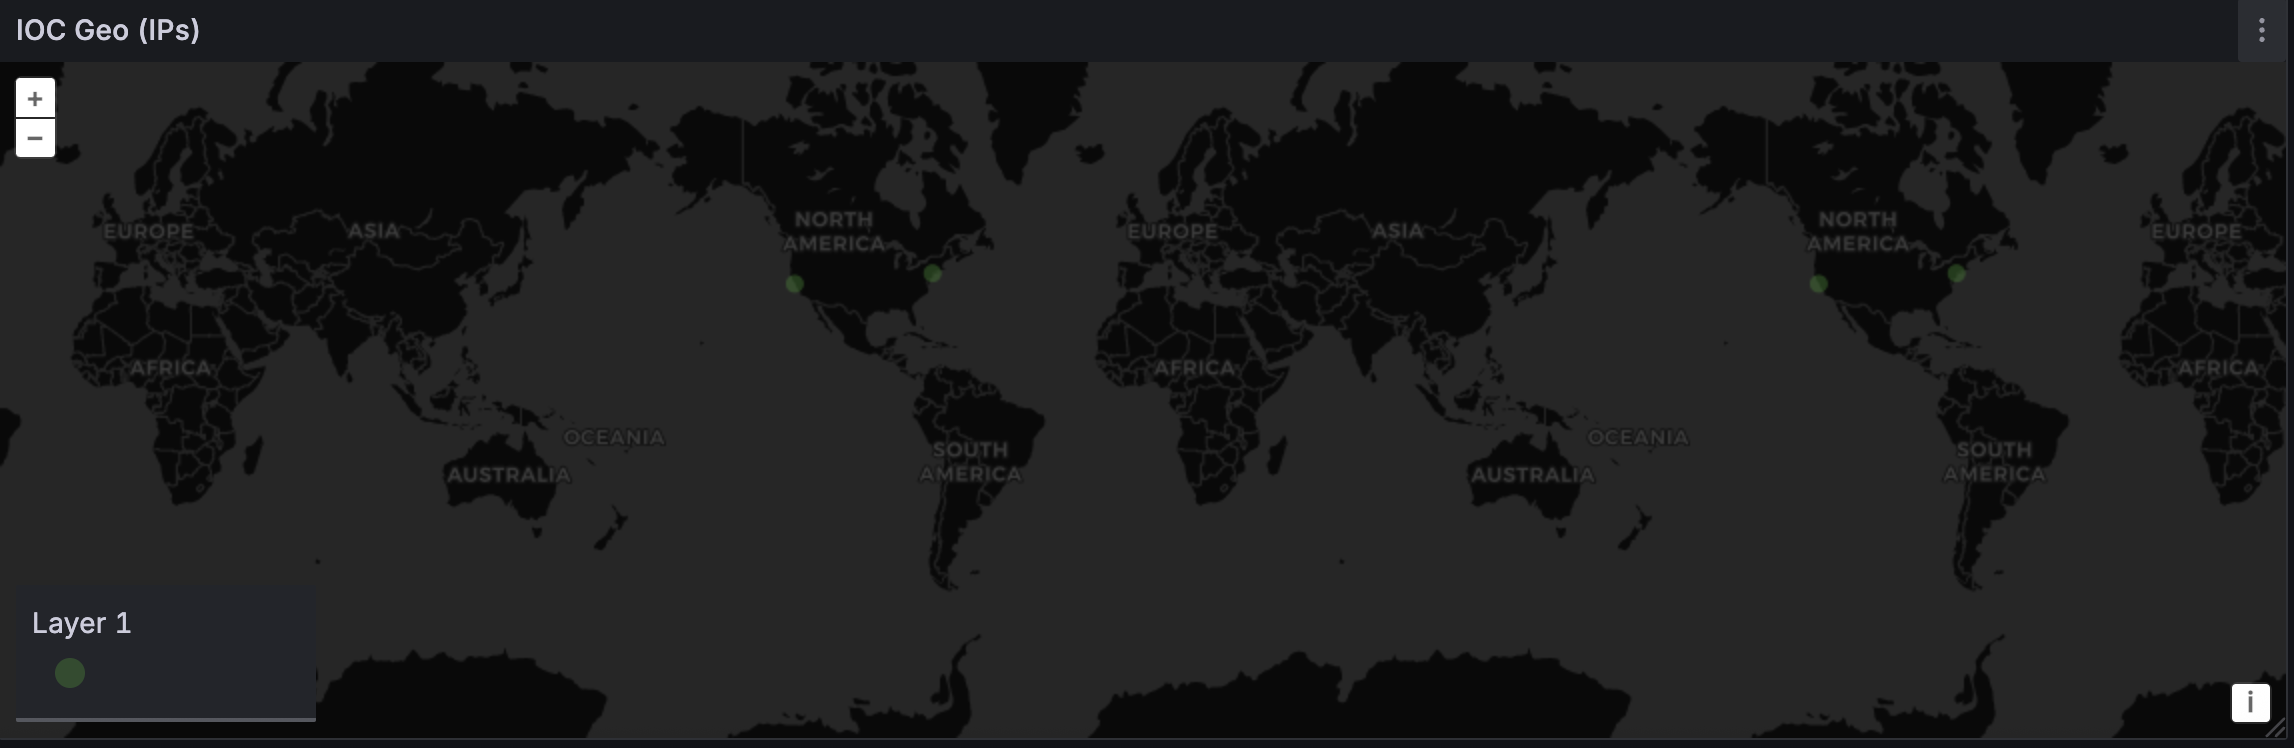 IOC Geo (IPs)
+
−
EUROPE
ASIA
NORTH
AMERICA
AFRICA
OCEANIA
AUSTRALIA
SOUTH
AMERICA
EUROPE
ASIA
NORTH
AMERICA
AFRICA
OCEANIA
AUSTRALIA
SOUTH
AMERICA
EUROPE
AFRICA
Layer 1
i